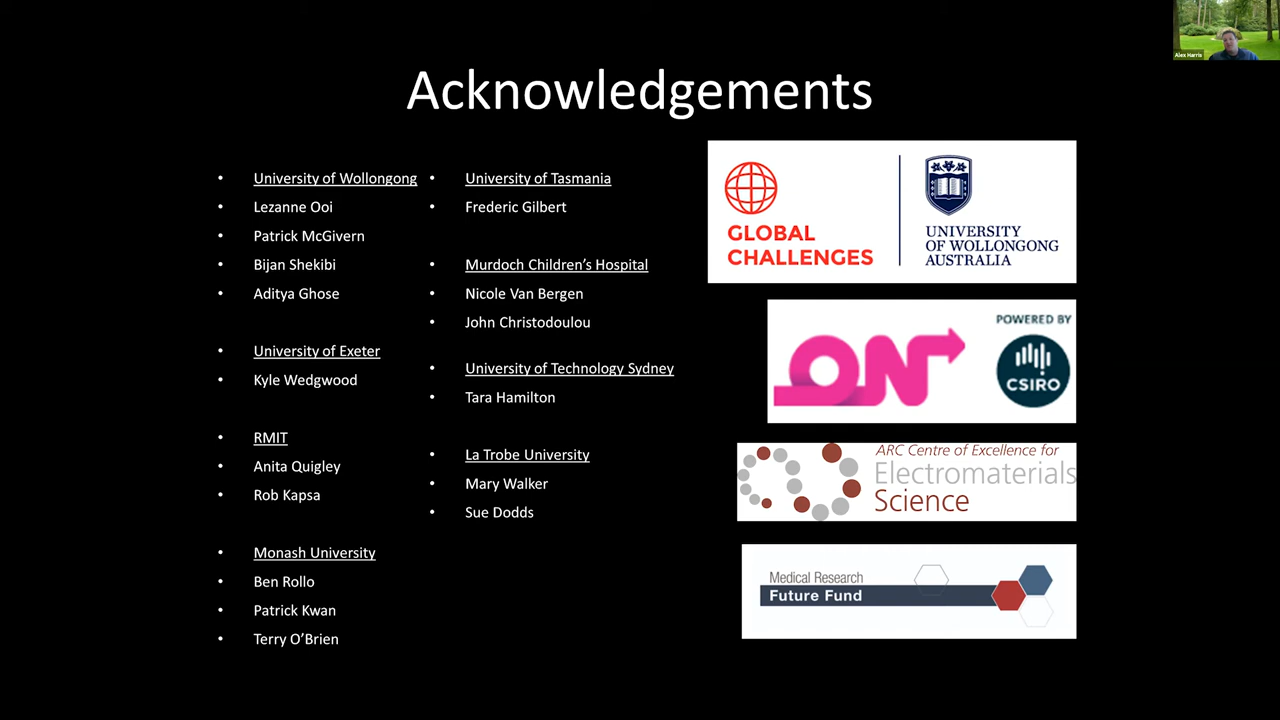 Alex Harris
Acknowledgements
• University of Wollongong
• Lezanne Ooi
• Patrick McGivern
• Bijan Shekibi
• Aditya Ghose
• University of Exeter
• Kyle Wedgwood
• RMIT
• Anita Quigley
• Rob Kapsa
• Monash University
• Ben Rollo
• Patrick Kwan
• Terry O’Brien
• University of Tasmania
• Frederic Gilbert
• Murdoch Children’s Hospital
• Nicole Van Bergen
• John Christodoulou
• University of Technology Sydney
• Tara Hamilton
• La Trobe University
• Mary Walker
• Sue Dodds
GLOBAL
CHALLENGES
UNIVERSITY
OF WOLLONGONG
AUSTRALIA
ON
POWERED BY
CSIRO
ARC Centre of Excellence for
Electromaterials
Science
Medical Research
Future Fund